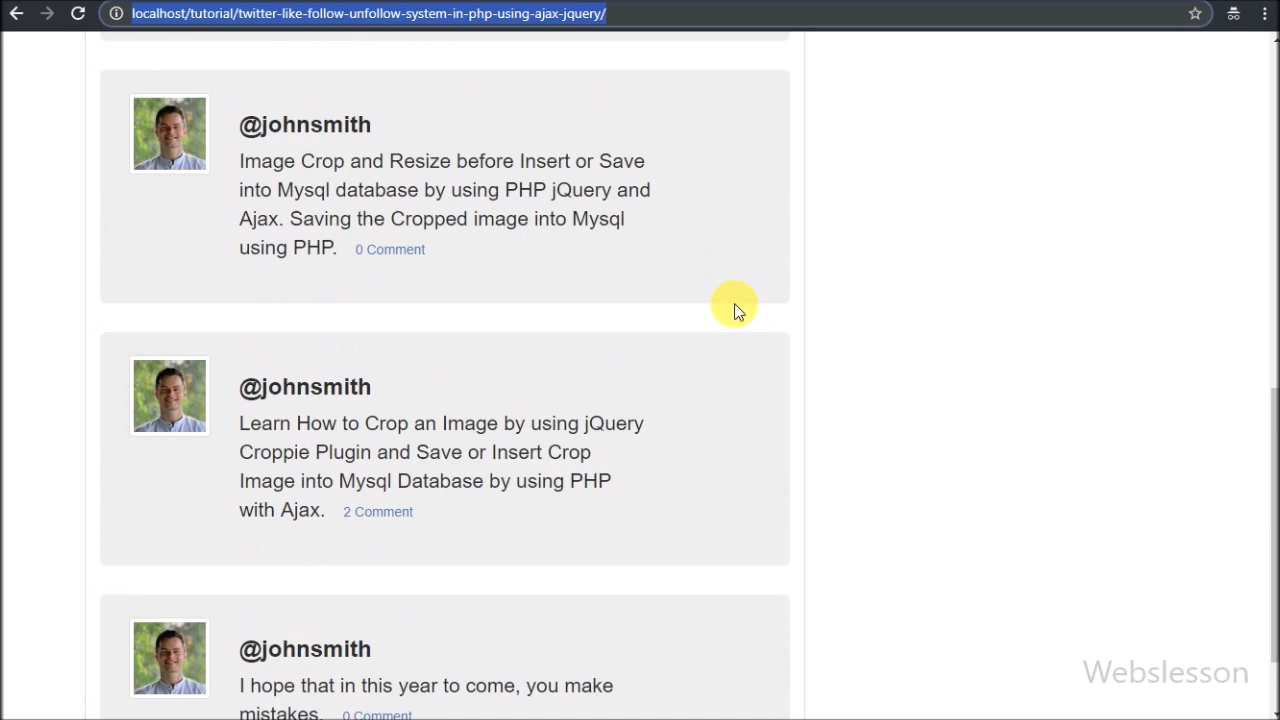 localhost/tutorial/twitter-like-follow-unfollow-system-in-php-using-ajax-jquery/
@johnsmith
Image Crop and Resize before Insert or Save
into Mysql database by using PHP jQuery and
Ajax. Saving the Cropped image into Mysql
using PHP. 0 Comment
@johnsmith
Learn How to Crop an Image by using jQuery
Croppie Plugin and Save or Insert Crop
Image into Mysql Database by using PHP
with Ajax. 2 Comment
@johnsmith
I hope that in this year to come, you make
mistakes. 0 Comment
Webslesson